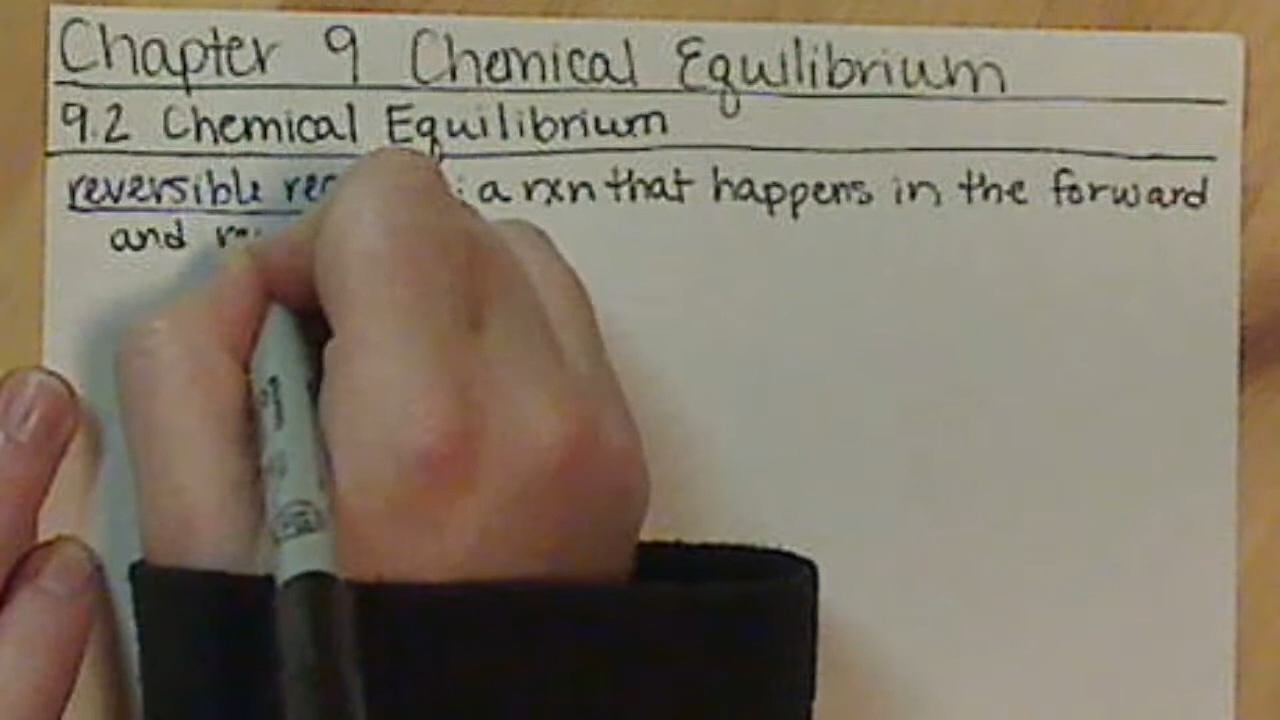 Chapter 9 Chemical Equilibrium
9.2 Chemical Equilibrium
reversible : a rxn that happens in the forward
and